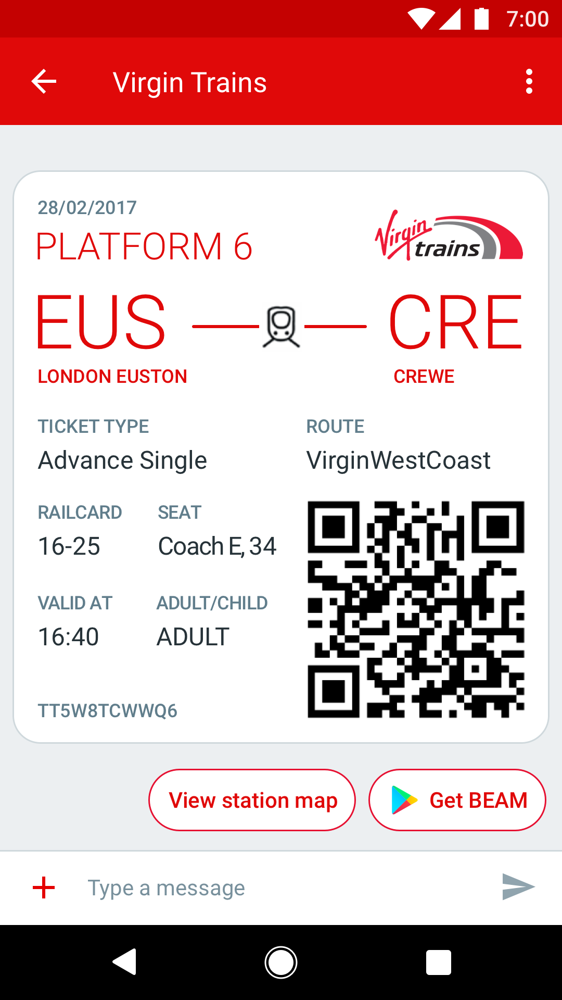 7:00
Virgin Trains
28/02/2017
PLATFORM 6
Virgin
trains
EUS CRE
LONDON EUSTON CREWE
TICKET TYPE ROUTE
Advance Single VirginWestCoast
RAILCARD SEAT
16-25 Coach E, 34
VALID AT ADULT/CHILD
16:40 ADULT
TT5W8TCWWQ6
View station map Get BEAM
Type a message